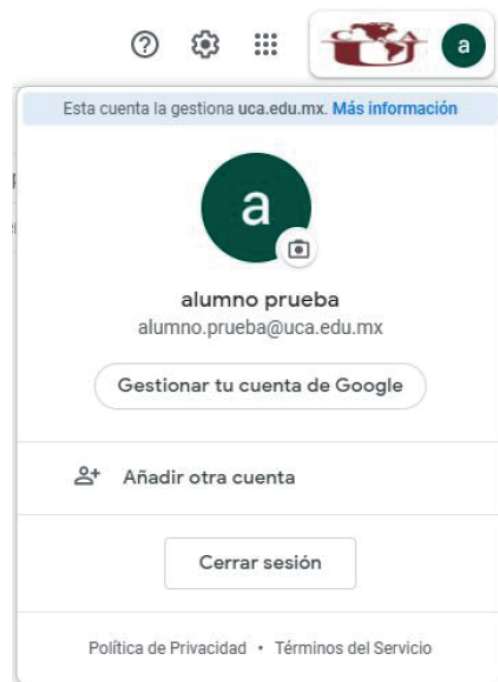 a
Esta cuenta la gestiona uca.edu.mx. Más información
a
alumno prueba
alumno.prueba@uca.edu.mx
Gestionar tu cuenta de Google
Añadir otra cuenta
Cerrar sesión
Política de Privacidad • Términos del Servicio